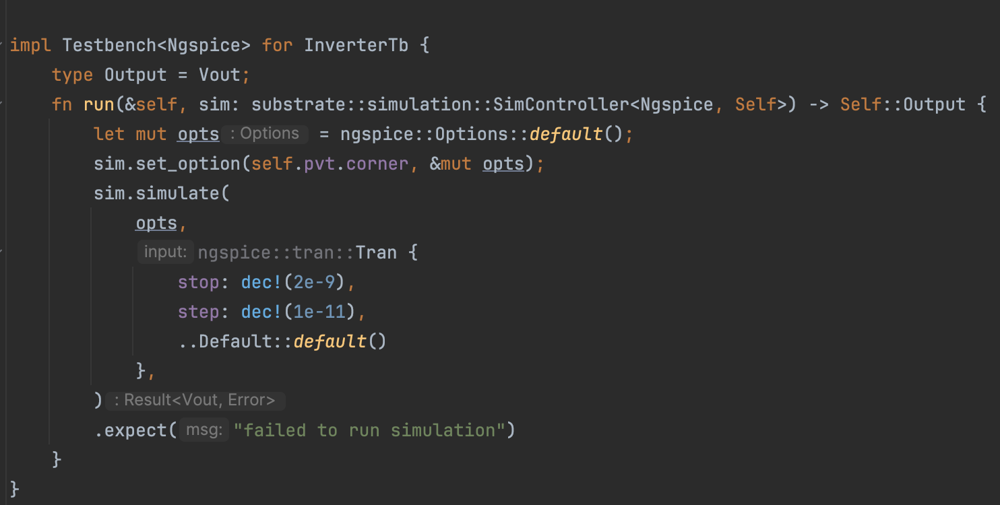 impl Testbench<Ngspice> for InverterTb {
    type Output = Vout;
    fn run(&self, sim: substrate::simulation::SimController<Ngspice, Self>) -> Self::Output {
        let mut opts : Options = ngspice::Options::default();
        sim.set_option(self.pvt.corner, &mut opts);
        sim.simulate(
            opts,
            input: ngspice::tran::Tran {
                stop: dec!(2e-9),
                step: dec!(1e-11),
                ..Default::default()
            },
        ) : Result<Vout, Error>
        .expect( msg: "failed to run simulation")
    }
}